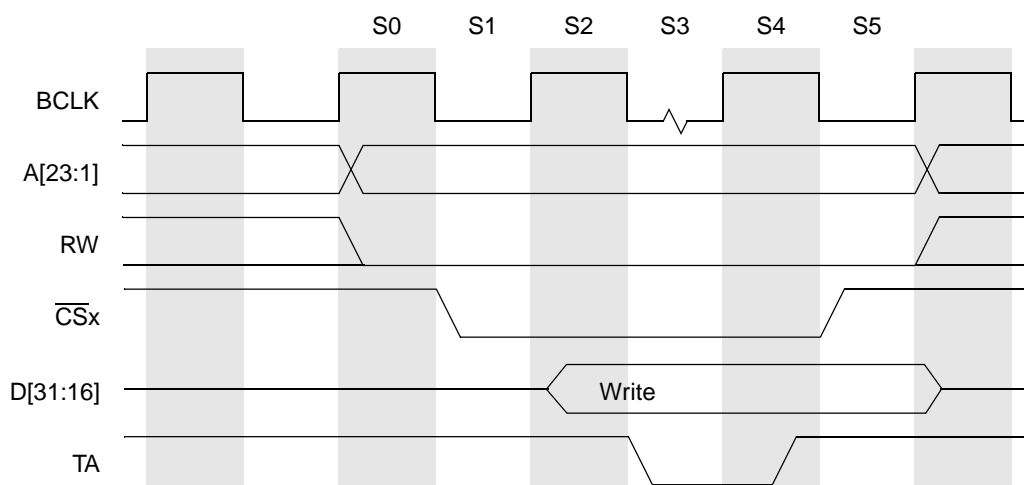 S0 S1 S2 S3 S4 S5
BCLK
A[23:1]
RW
CSx
D[31:16] Write
TA